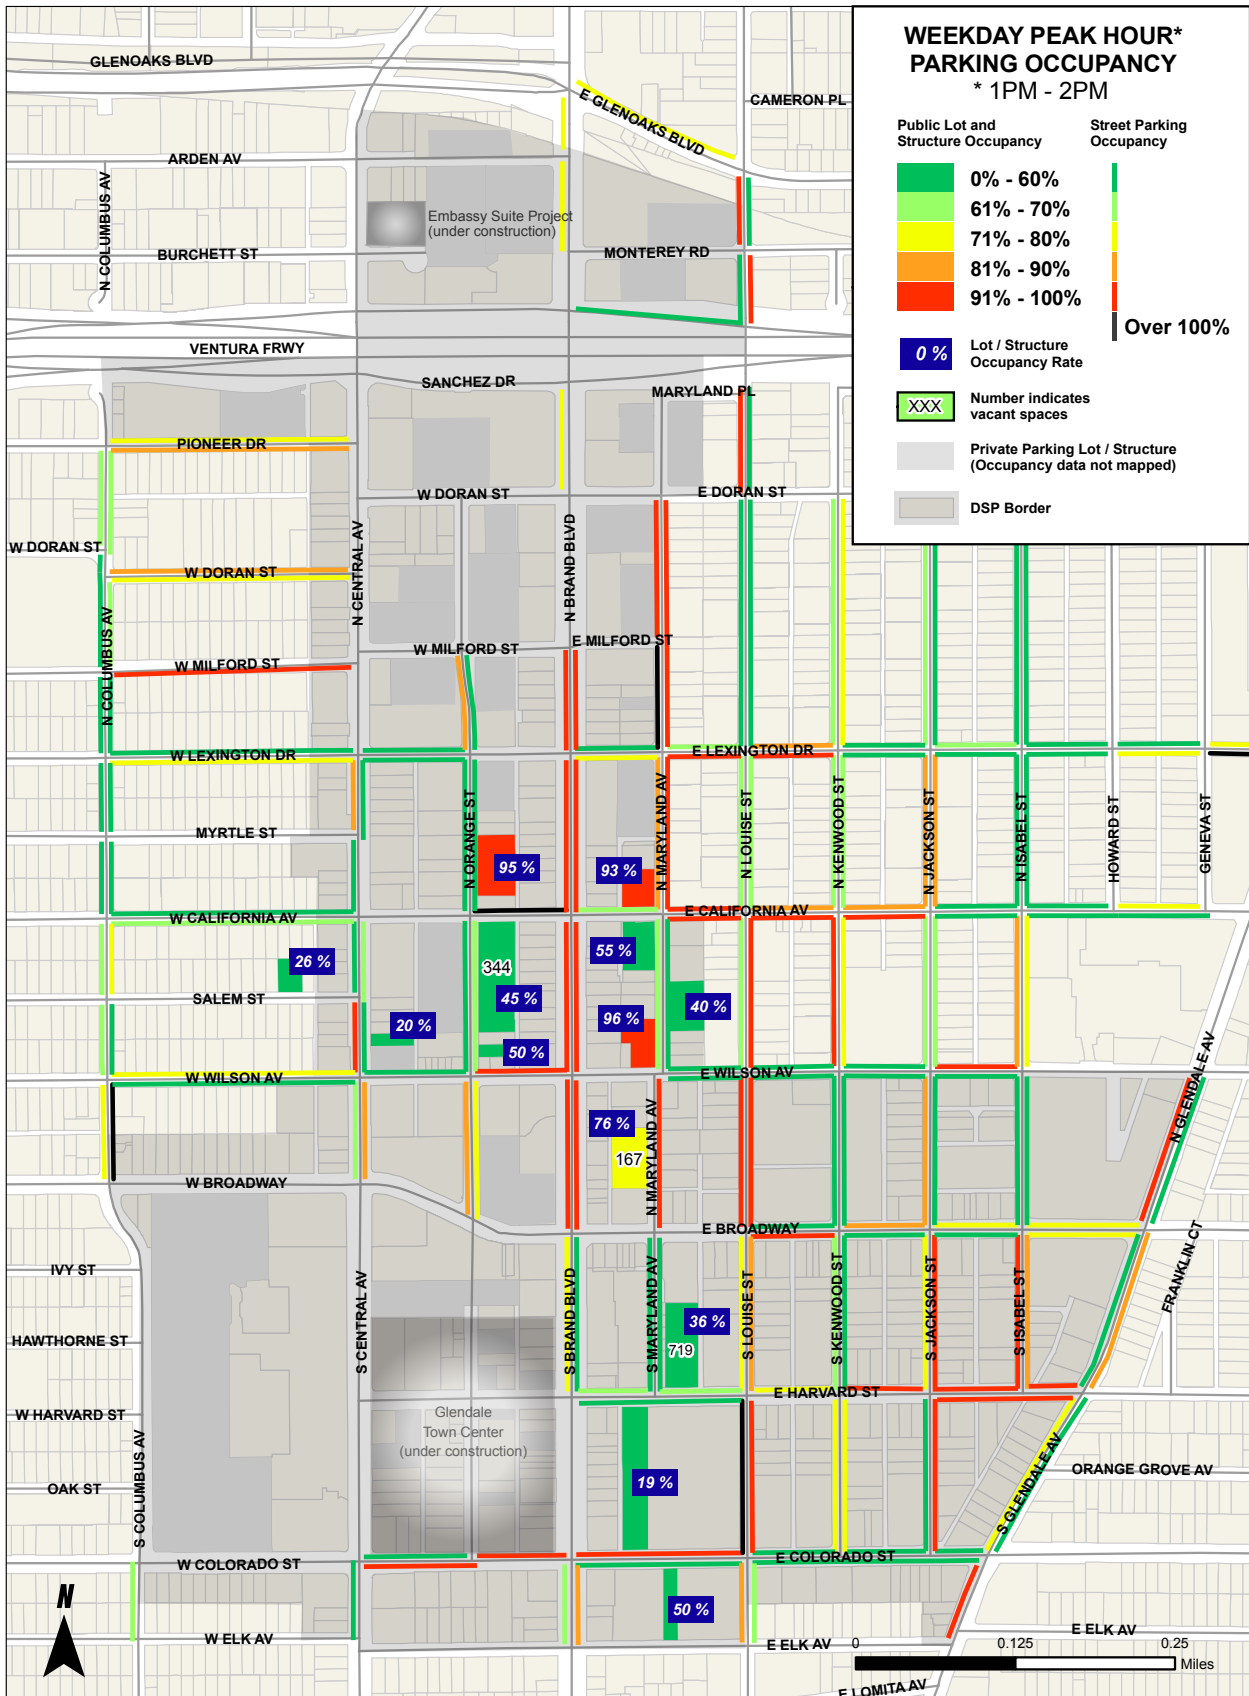 WEEKDAY PEAK HOUR*
PARKING OCCUPANCY
* 1PM - 2PM
Public Lot and
Structure Occupancy
Street Parking
Occupancy
0% - 60%
61% - 70%
71% - 80%
81% - 90%
91% - 100%
Over 100%
0 %
Lot / Structure
Occupancy Rate
XXX
Number indicates
vacant spaces
Private Parking Lot / Structure
(Occupancy data not mapped)
DSP Border
GLENOAKS BLVD
E GLENOAKS BLVD
CAMERON PL
ARDEN AV
N COLUMBUS AV
Embassy Suite Project
(under construction)
BURCHETT ST
MONTEREY RD
VENTURA FRWY
SANCHEZ DR
MARYLAND PL
PIONEER DR
W DORAN ST
E DORAN ST
W DORAN ST
W DORAN ST
N CENTRAL AV
N BRAND BLVD
N COLUMBUS AV
W MILFORD ST
W MILFORD ST
E MILFORD ST
W LEXINGTON DR
E LEXINGTON DR
MYRTLE ST
N ORANGE ST
N MARYLAND AV
N LOUISE ST
N KENWOOD ST
N JACKSON ST
N ISABEL ST
HOWARD ST
GENEVA ST
95 %
93 %
W CALIFORNIA AV
E CALIFORNIA AV
26 %
344
55 %
SALEM ST
45 %
40 %
20 %
96 %
50 %
W WILSON AV
E WILSON AV
N GLENDALE AV
76 %
167
N MARYLAND AV
W BROADWAY
E BROADWAY
IVY ST
HAWTHORNE ST
S CENTRAL AV
S BRAND BLVD
S MARYLAND AV
S LOUISE ST
S KENWOOD ST
S JACKSON ST
S ISABEL ST
FRANKLIN CT
36 %
719
E HARVARD ST
W HARVARD ST
Glendale
Town Center
(under construction)
S COLUMBUS AV
OAK ST
19 %
S GLENDALE AV
ORANGE GROVE AV
W COLORADO ST
E COLORADO ST
50 %
N
W ELK AV
E ELK AV
E ELK AV
0
0.125
0.25
Miles
E LOMITA AV